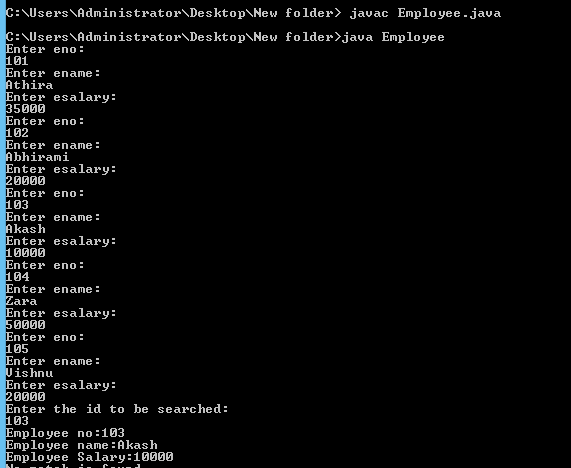 C:\Users\Administrator\Desktop\New folder> javac Employee.java
C:\Users\Administrator\Desktop\New folder>java Employee
Enter eno:
101
Enter ename:
Athira
Enter esalary:
35000
Enter eno:
102
Enter ename:
Abhirami
Enter esalary:
20000
Enter eno:
103
Enter ename:
Akash
Enter esalary:
10000
Enter eno:
104
Enter ename:
Zara
Enter esalary:
50000
Enter eno:
105
Enter ename:
Vishnu
Enter esalary:
20000
Enter the id to be searched:
103
Employee no:103
Employee name:Akash
Employee Salary:10000
No match is found